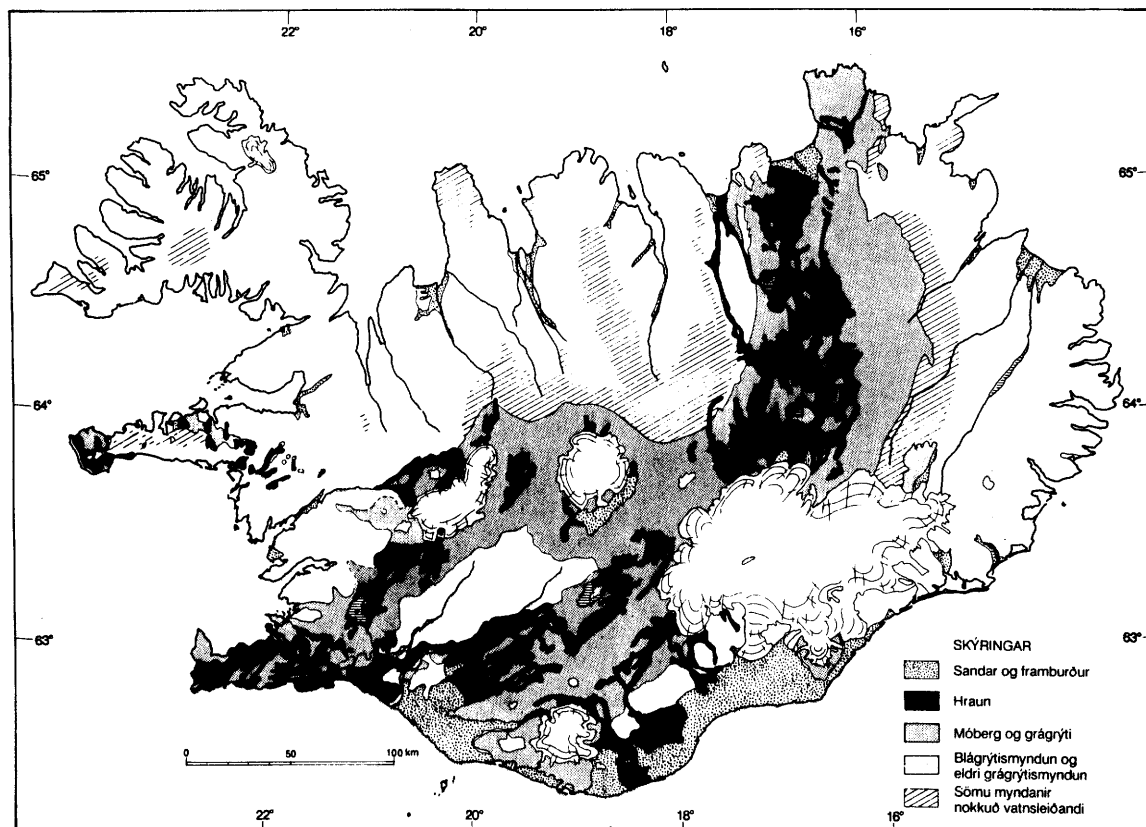 22° 20° 18° 16°
65° 65°
64° 64°
63° 63°
SKÝRINGAR
Sandar og framburður
Hraun
Móberg og grágrýti
Blágrýtismyndun og
eldri grágrýtismyndun
Sömu myndanir
nokkuð vatnsleiðandi
0 50 100 km
22° 20° 18° 16°